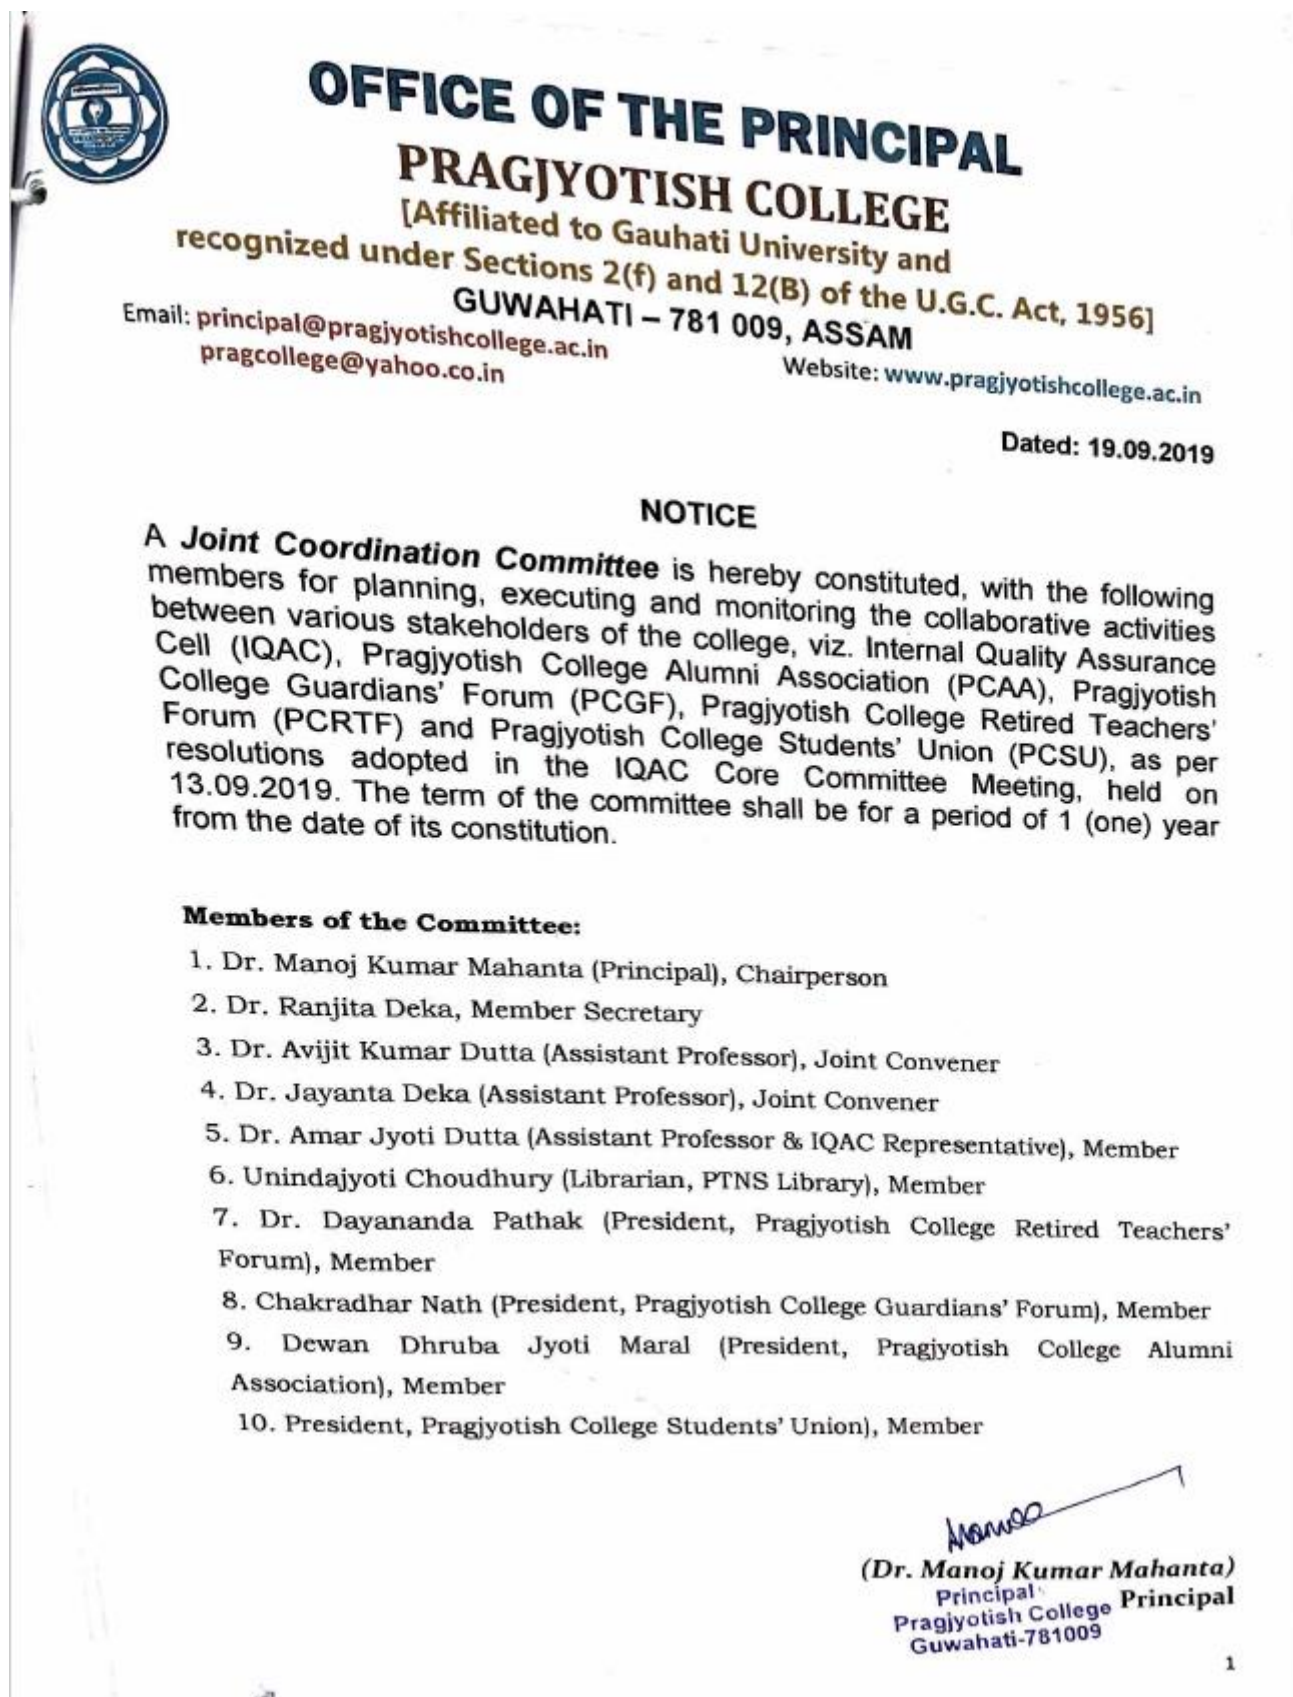 OFFICE OF THE PRINCIPAL
PRAGJYOTISH COLLEGE
[Affiliated to Gauhati University and
recognized under Sections 2(f) and 12(B) of the U.G.C. Act, 1956]
GUWAHATI – 781 009, ASSAM
Email: principal@pragjyotishcollege.ac.in
pragcollege@yahoo.co.in
Website: www.pragjyotishcollege.ac.in
Dated: 19.09.2019
NOTICE
A Joint Coordination Committee is hereby constituted, with the following
members for planning, executing and monitoring the collaborative activities
between various stakeholders of the college, viz. Internal Quality Assurance
Cell (IQAC), Pragjyotish College Alumni Association (PCAA), Pragjyotish
College Guardians' Forum (PCGF), Pragjyotish College Retired Teachers'
Forum (PCRTF) and Pragjyotish College Students' Union (PCSU), as per
resolutions adopted in the IQAC Core Committee Meeting, held on
13.09.2019. The term of the committee shall be for a period of 1 (one) year
from the date of its constitution.
Members of the Committee:
1. Dr. Manoj Kumar Mahanta (Principal), Chairperson
2. Dr. Ranjita Deka, Member Secretary
3. Dr. Avijit Kumar Dutta (Assistant Professor), Joint Convener
4. Dr. Jayanta Deka (Assistant Professor), Joint Convener
5. Dr. Amar Jyoti Dutta (Assistant Professor & IQAC Representative), Member
6. Unindajyoti Choudhury (Librarian, PTNS Library), Member
7. Dr. Dayananda Pathak (President, Pragjyotish College Retired Teachers'
Forum), Member
8. Chakradhar Nath (President, Pragjyotish College Guardians' Forum), Member
9. Dewan Dhruba Jyoti Maral (President, Pragjyotish College Alumni
Association), Member
10. President, Pragjyotish College Students' Union), Member
(Dr. Manoj Kumar Mahanta)
Principal
Principal
Pragjyotish College
Guwahati-781009
1